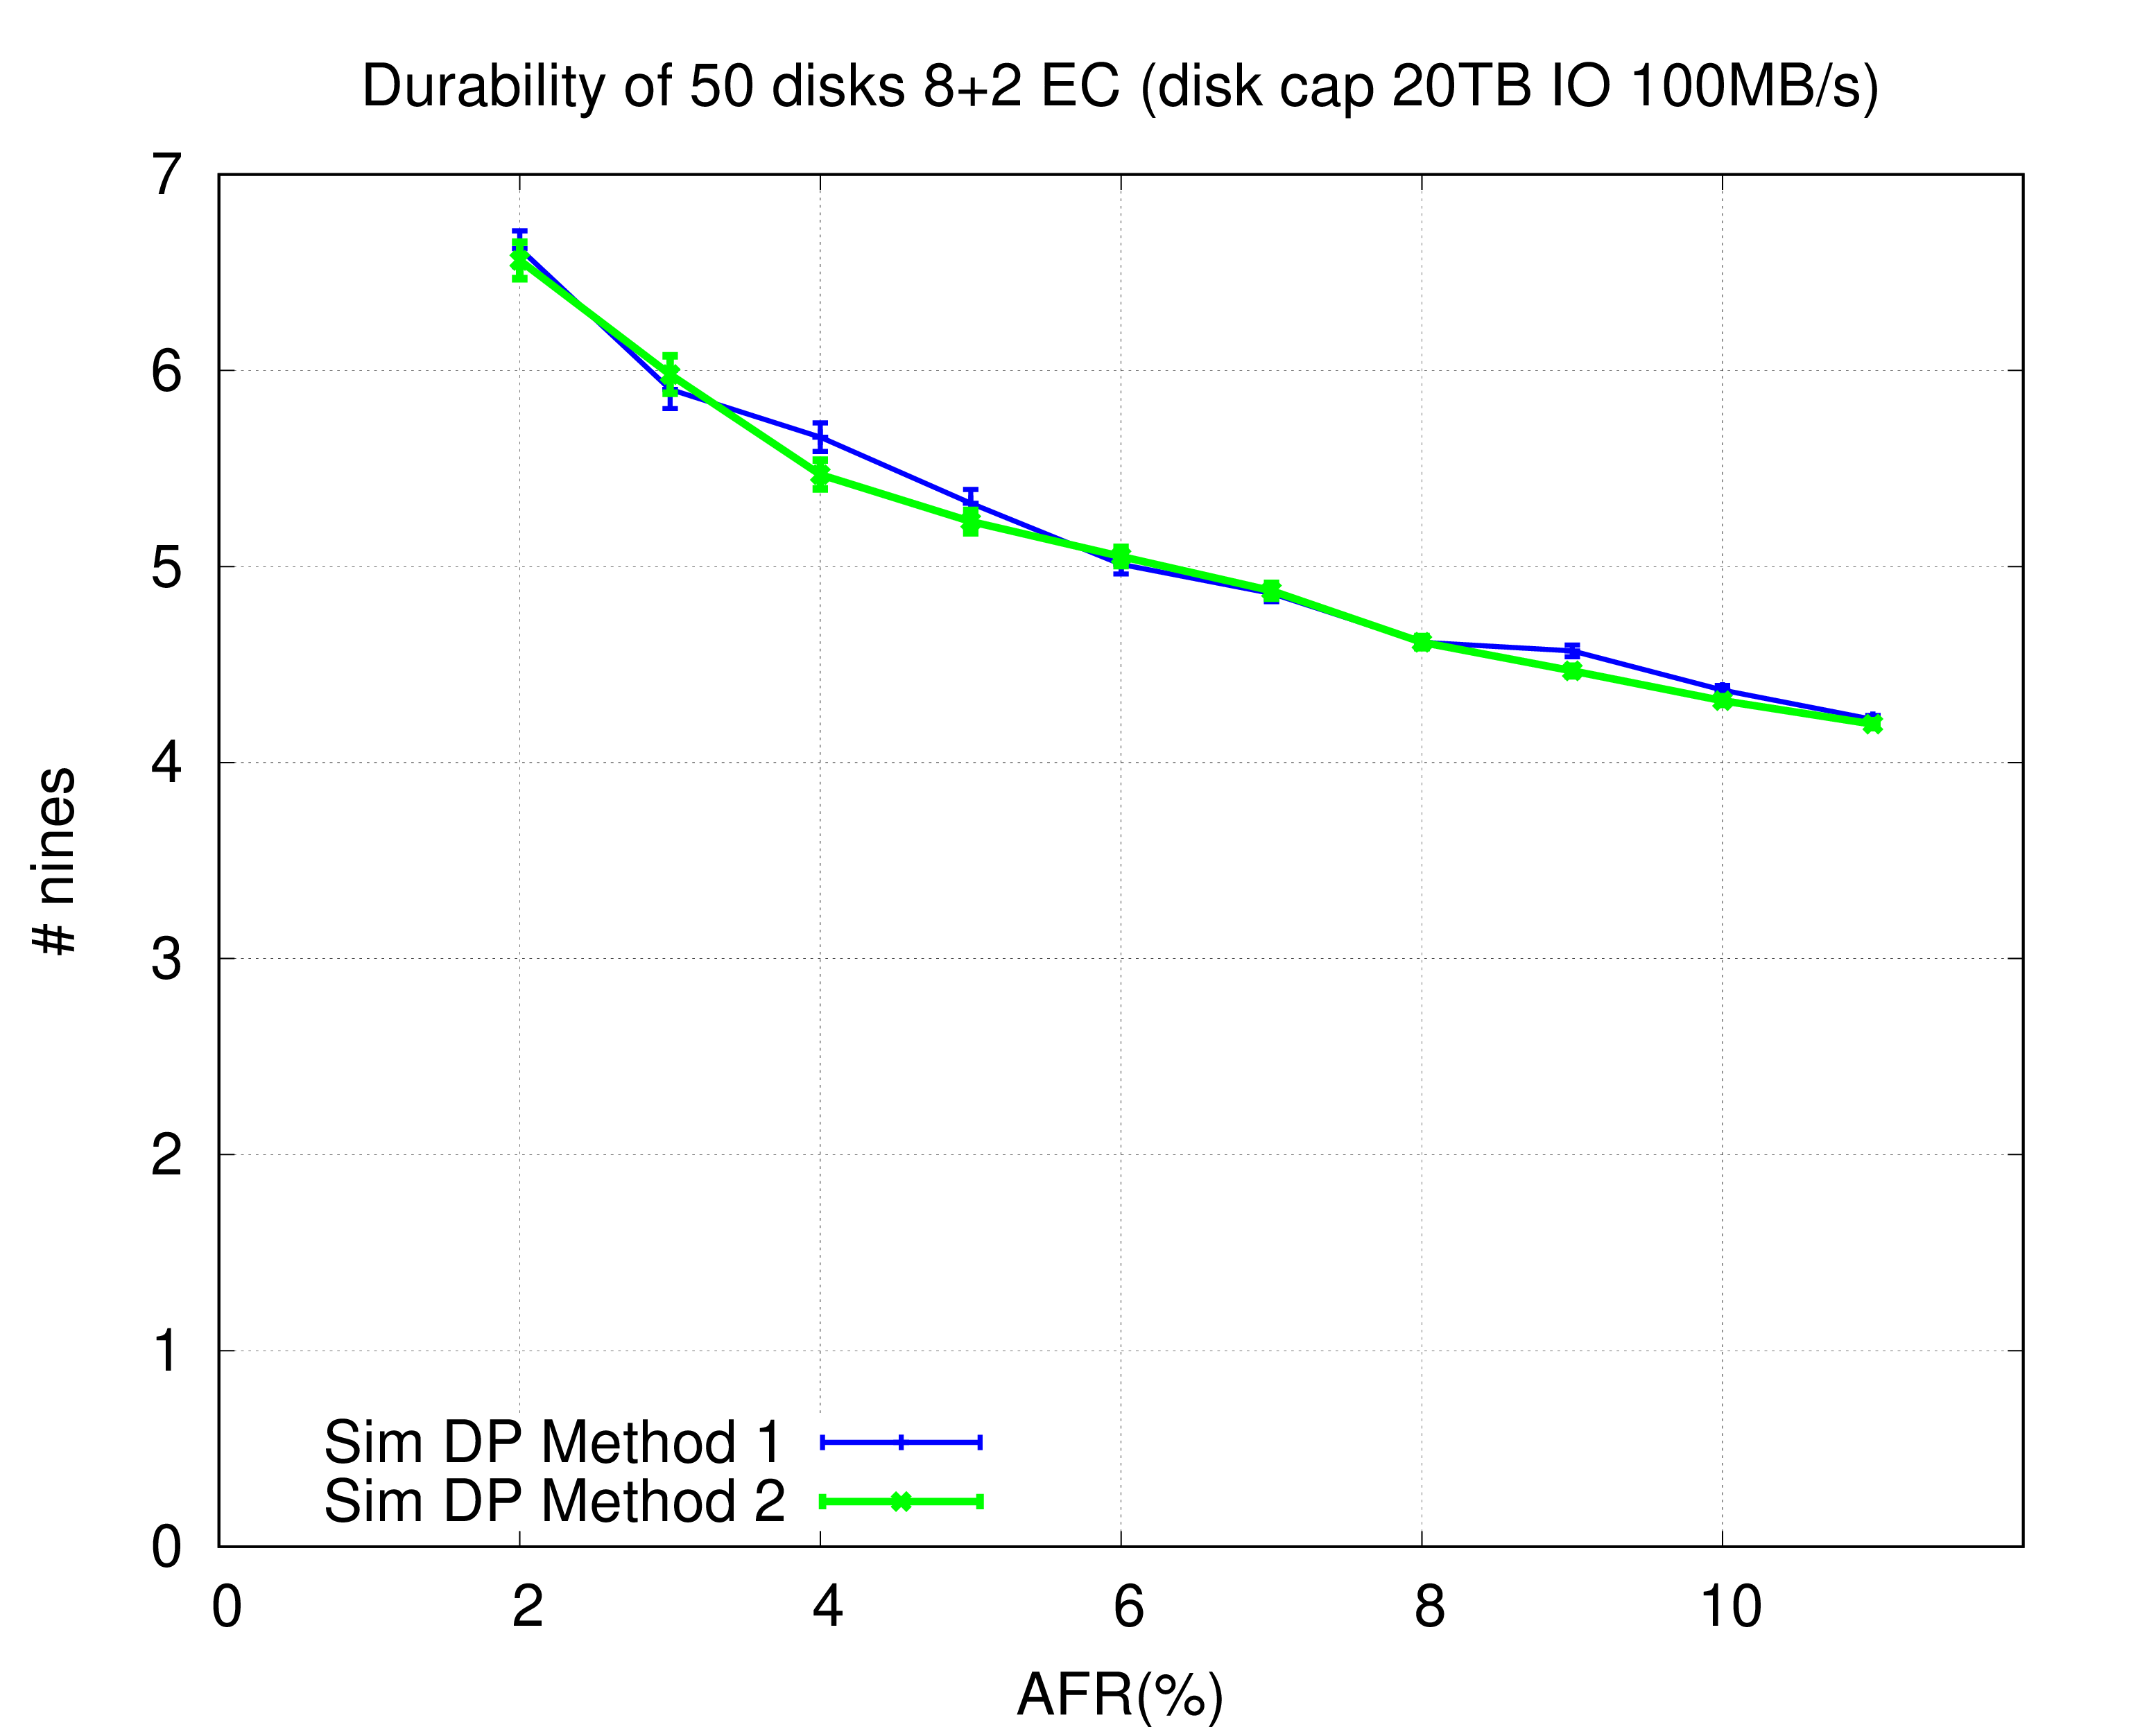 Durability of 50 disks 8+2 EC (disk cap 20TB IO 100MB/s)
7
6
5
4
3
2
1
0
# nines
Sim DP Method 1
Sim DP Method 2
0 2 4 6 8 10
AFR(%)